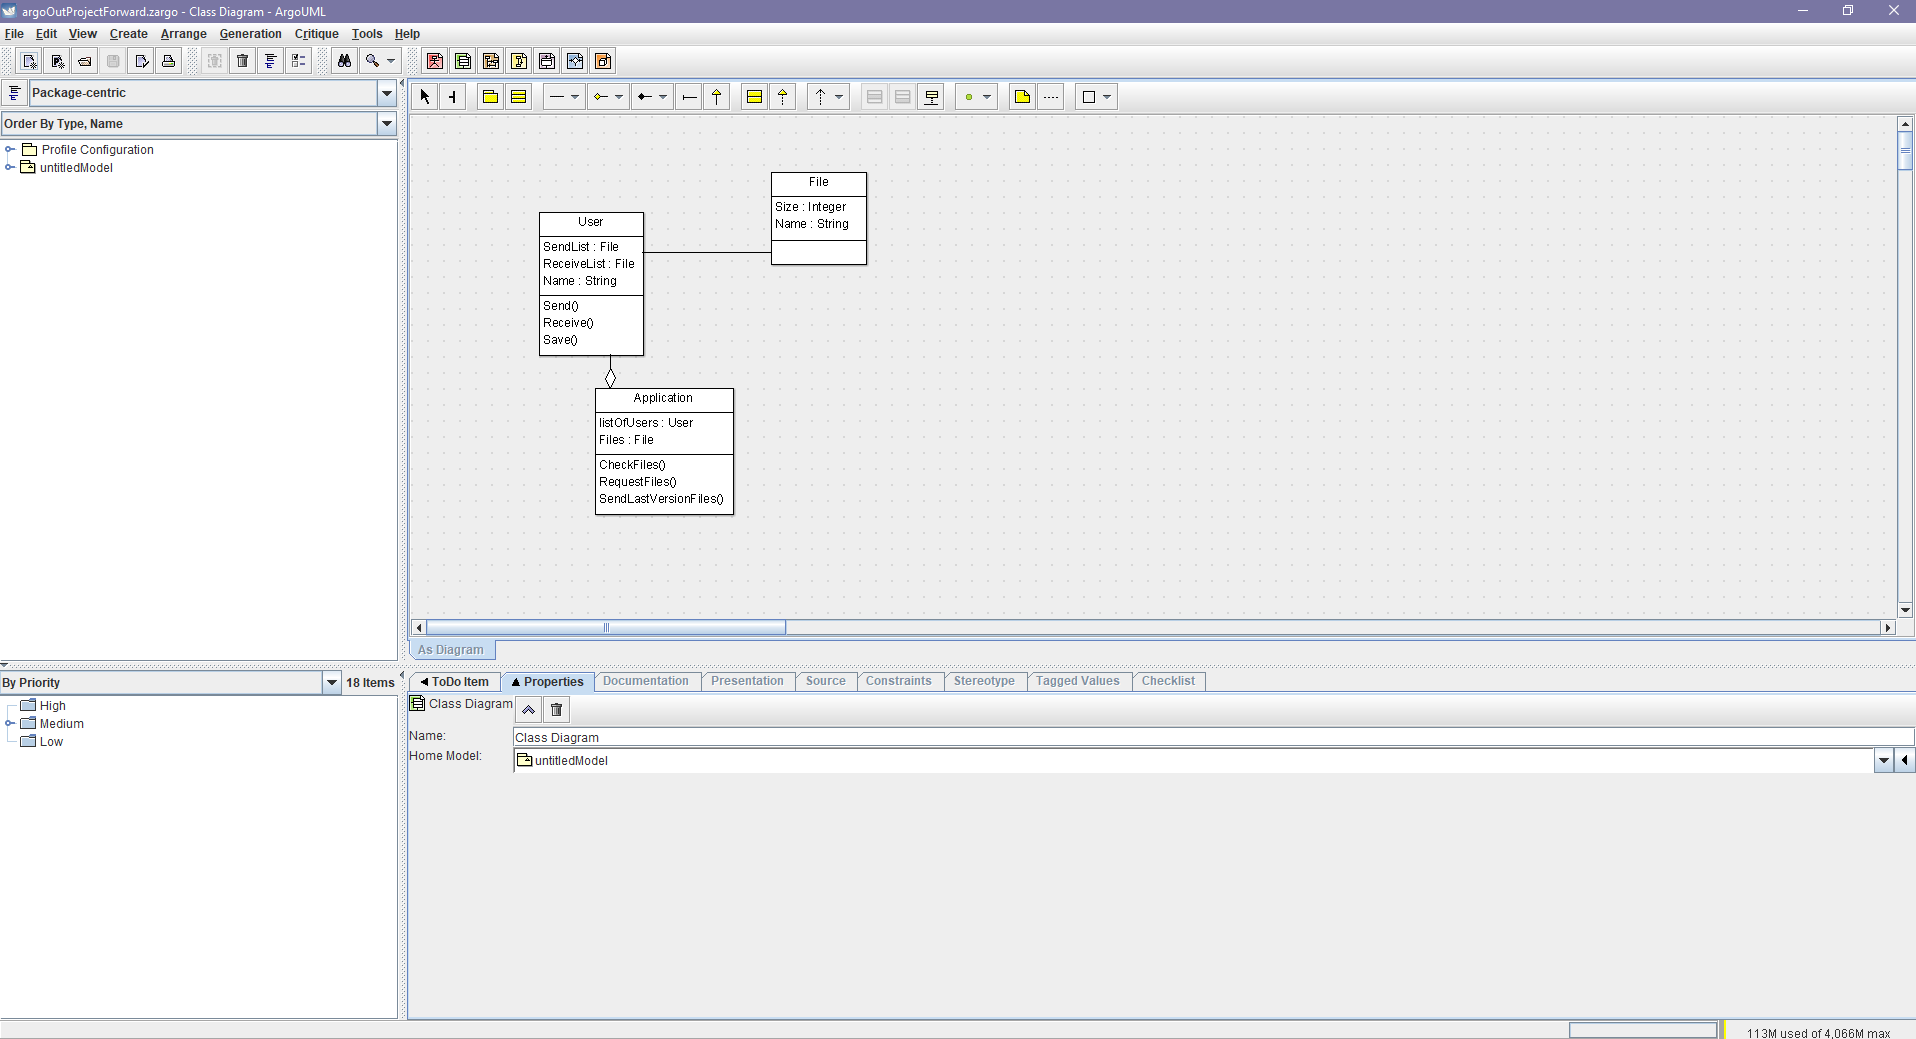 argoOutProjectForward.zargo - Class Diagram - ArgoUML
File Edit View Create Arrange Generation Critique Tools Help
Package-centric
Order By Type, Name
Profile Configuration
untitledModel
File
Size : Integer
Name : String
User
SendList : File
ReceiveList : File
Name : String
Send()
Receive()
Save()
Application
listOfUsers : User
Files : File
CheckFiles()
RequestFiles()
SendLastVersionFiles()
As Diagram
By Priority 18 Items
High
Medium
Low
ToDo Item Properties Documentation Presentation Source Constraints Stereotype Tagged Values Checklist
Class Diagram
Name: Class Diagram
Home Model: untitledModel
113M used of 4,066M max